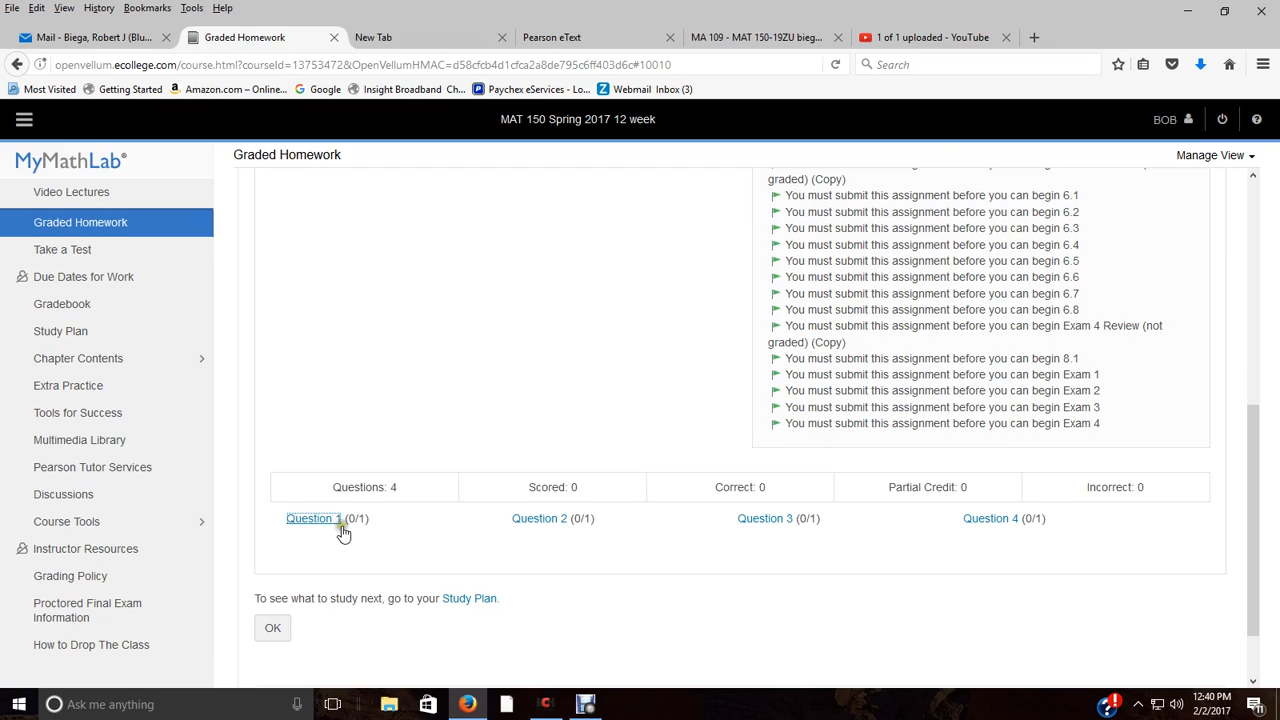 File Edit View History Bookmarks Tools Help
Mail - Biega, Robert J (Blu...
Graded Homework
New Tab
Pearson eText
MA 109 - MAT 150-19ZU bieg...
1 of 1 uploaded - YouTube
openvellum.ecollege.com/course.html?courseId=13753472&OpenVellumHMAC=d58cfcb4d1cfca2a8de795c6ff403d6c#10010
Search
Most Visited
Getting Started
Amazon.com – Online...
Google
Insight Broadband Ch...
Paychex eServices - Lo...
Webmail Inbox (3)
MAT 150 Spring 2017 12 week
BOB
MyMathLab®
Graded Homework
Manage View
Video Lectures
Graded Homework
Take a Test
Due Dates for Work
Gradebook
Study Plan
Chapter Contents
Extra Practice
Tools for Success
Multimedia Library
Pearson Tutor Services
Discussions
Course Tools
Instructor Resources
Grading Policy
Proctored Final Exam
Information
How to Drop The Class
graded) (Copy)
You must submit this assignment before you can begin 6.1
You must submit this assignment before you can begin 6.2
You must submit this assignment before you can begin 6.3
You must submit this assignment before you can begin 6.4
You must submit this assignment before you can begin 6.5
You must submit this assignment before you can begin 6.6
You must submit this assignment before you can begin 6.7
You must submit this assignment before you can begin 6.8
You must submit this assignment before you can begin Exam 4 Review (not
graded) (Copy)
You must submit this assignment before you can begin 8.1
You must submit this assignment before you can begin Exam 1
You must submit this assignment before you can begin Exam 2
You must submit this assignment before you can begin Exam 3
You must submit this assignment before you can begin Exam 4
Questions: 4
Scored: 0
Correct: 0
Partial Credit: 0
Incorrect: 0
Question 1 (0/1)
Question 2 (0/1)
Question 3 (0/1)
Question 4 (0/1)
To see what to study next, go to your Study Plan.
OK
Ask me anything
12:40 PM
2/2/2017